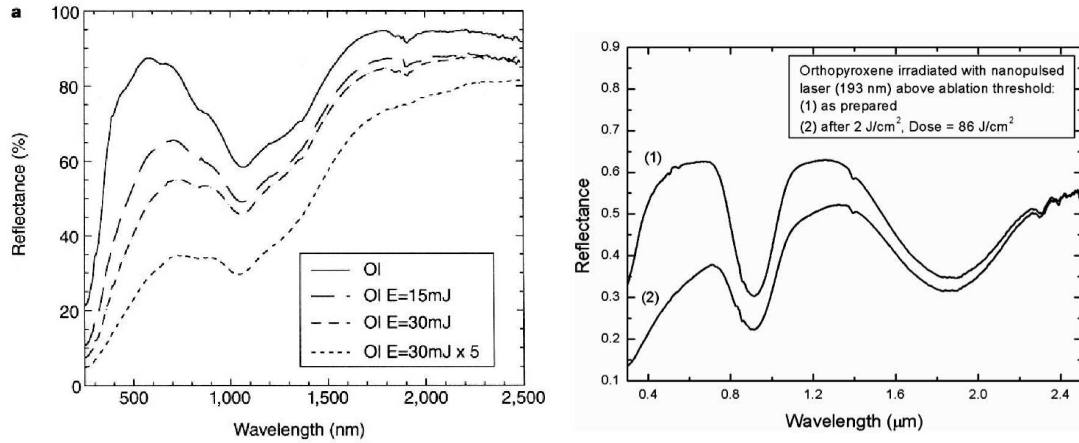 a
100
80
60
40
20
0
Reflectance (%)
Ol
Ol E=15mJ
Ol E=30mJ
Ol E=30mJ x 5
500
1,000
1,500
2,000
2,500
Wavelength (nm)
0.9
0.8
0.7
0.6
0.5
0.4
0.3
0.2
0.1
Reflectance
Orthopyroxene irradiated with nanopulsed
laser (193 nm) above ablation threshold:
(1) as prepared
(2) after 2 J/cm², Dose = 86 J/cm²
(1)
(2)
0.4
0.8
1.2
1.6
2.0
2.4
Wavelength (μm)